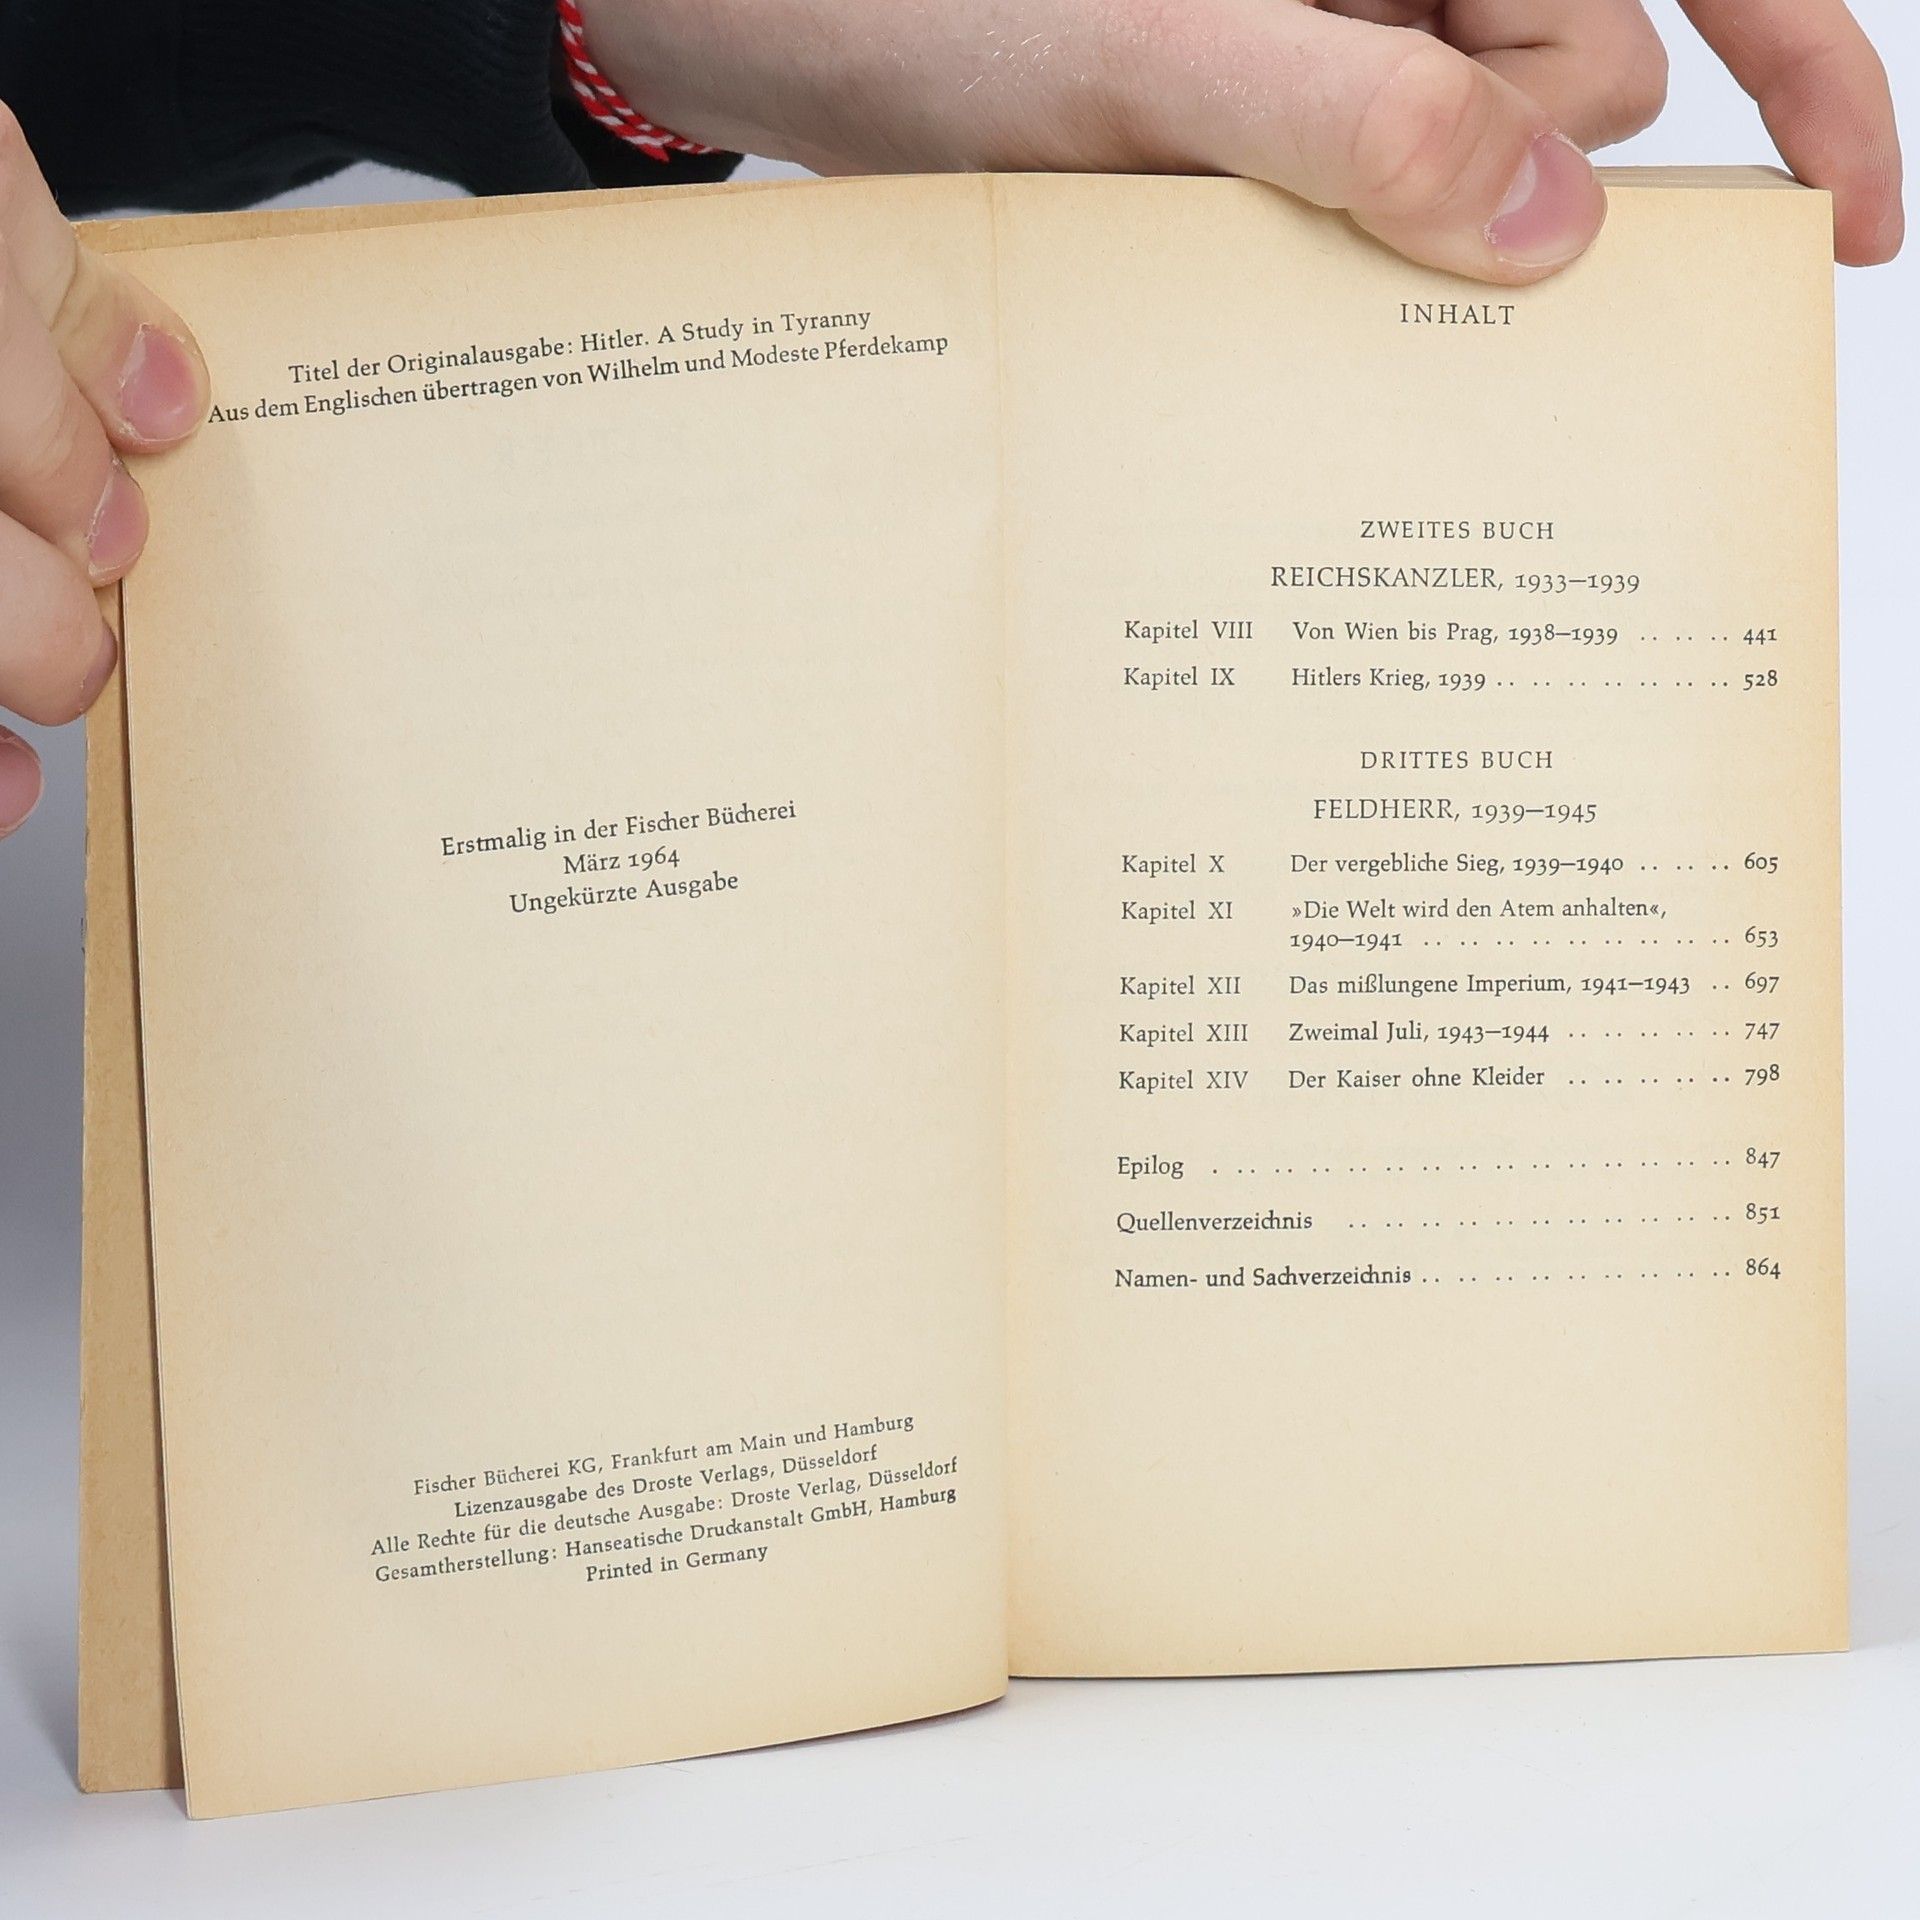 Titel der Originalausgabe: Hitler. A Study in Tyranny
Aus dem Englischen übertragen von Wilhelm und Modeste Pferdekamp
Erstmalig in der Fischer Bücherei
März 1964
Ungekürzte Ausgabe
Fischer Bücherei KG, Frankfurt am Main und Hamburg
Lizenzausgabe des Droste Verlags, Düsseldorf
Alle Rechte für die deutsche Ausgabe: Droste Verlag, Düsseldorf
Gesamtherstellung: Hanseatische Druckanstalt GmbH, Hamburg
Printed in Germany
INHALT
ZWEITES BUCH
REICHSKANZLER, 1933–1939
Kapitel VIII Von Wien bis Prag, 1938–1939 . . . . . . 441
Kapitel IX Hitlers Krieg, 1939 . . . . . . . . . . . . 528
DRITTES BUCH
FELDHERR, 1939–1945
Kapitel X Der vergebliche Sieg, 1939–1940 . . . . . . 605
Kapitel XI »Die Welt wird den Atem anhalten«,
1940–1941 . . . . . . . . . . . . . . . . . . 653
Kapitel XII Das mißlungene Imperium, 1941–1943 . . 697
Kapitel XIII Zweimal Juli, 1943–1944 . . . . . . . . . . 747
Kapitel XIV Der Kaiser ohne Kleider . . . . . . . . . . 798
Epilog . . . . . . . . . . . . . . . . . . . . . . . . . . . . . 847
Quellenverzeichnis . . . . . . . . . . . . . . . . . . . . . . 851
Namen- und Sachverzeichnis . . . . . . . . . . . . . . . . . . 864